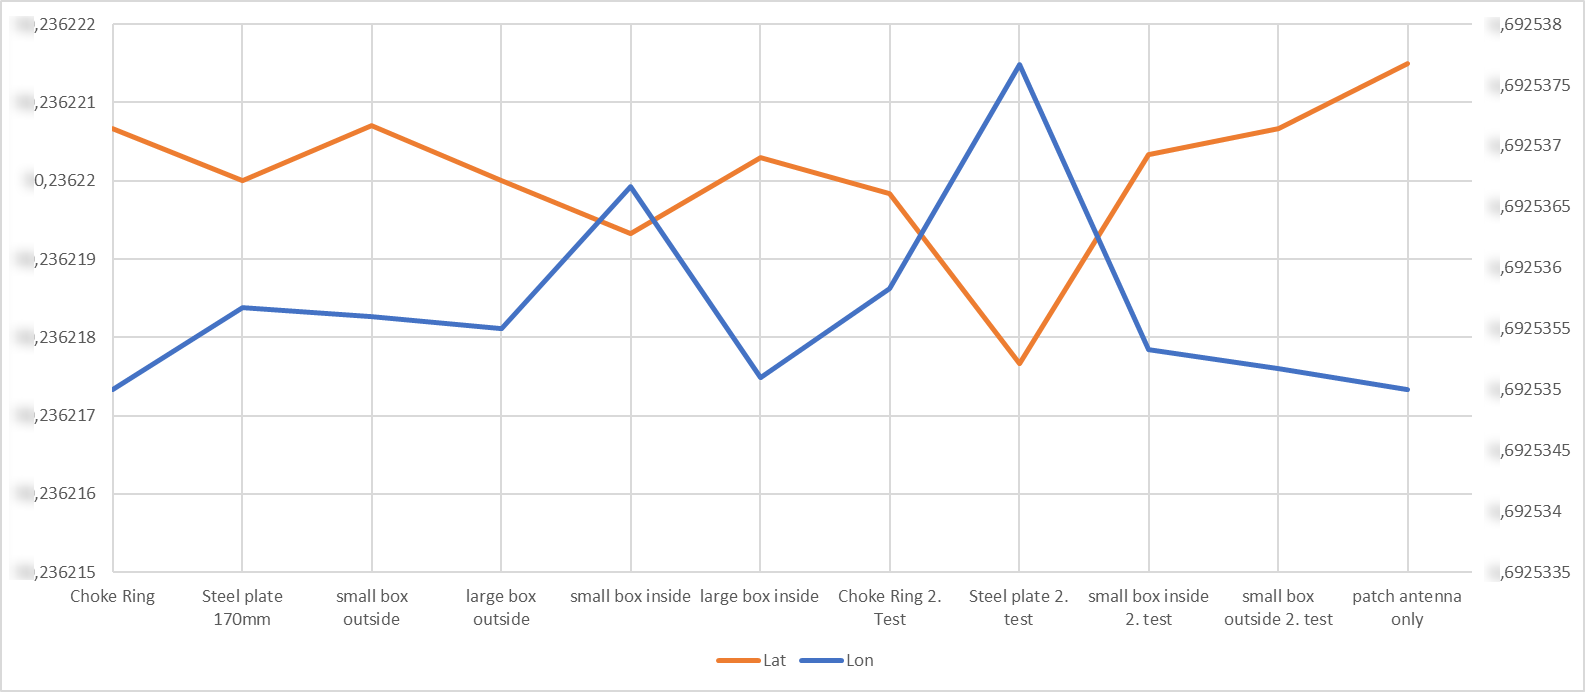 ,236222
,236221
0,23622
,236219
,236218
,236217
,236216
,236215
,692538
,6925375
,692537
,6925365
,692536
,6925355
,692535
,6925345
,692534
,6925335
Choke Ring
Steel plate
170mm
small box
outside
large box
outside
small box inside
large box inside
Choke Ring 2.
Test
Steel plate 2.
test
small box inside
2. test
small box
outside 2. test
patch antenna
only
Lat
Lon